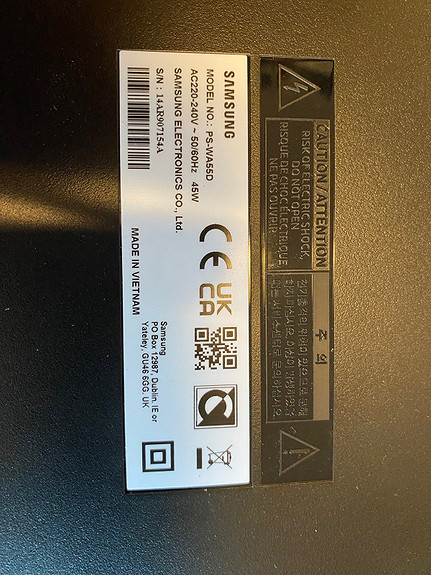 SAMSUNG
MODEL NO.: PS-WA55D
AC220-240V ~ 50/60Hz 45W
SAMSUNG ELECTRONICS CO., Ltd.
S/N : 14AR907154A
MADE IN VIETNAM
CE
UK
CA
Samsung
PO Box 12987, Dublin. IE or
Yateley, GU46 6GG. UK
CAUTION / ATTENTION
RISK OF ELECTRIC SHOCK,
DO NOT OPEN
RISQUE DE CHOC ELECTRIQUE,
NE PAS OUVRIR
주 의